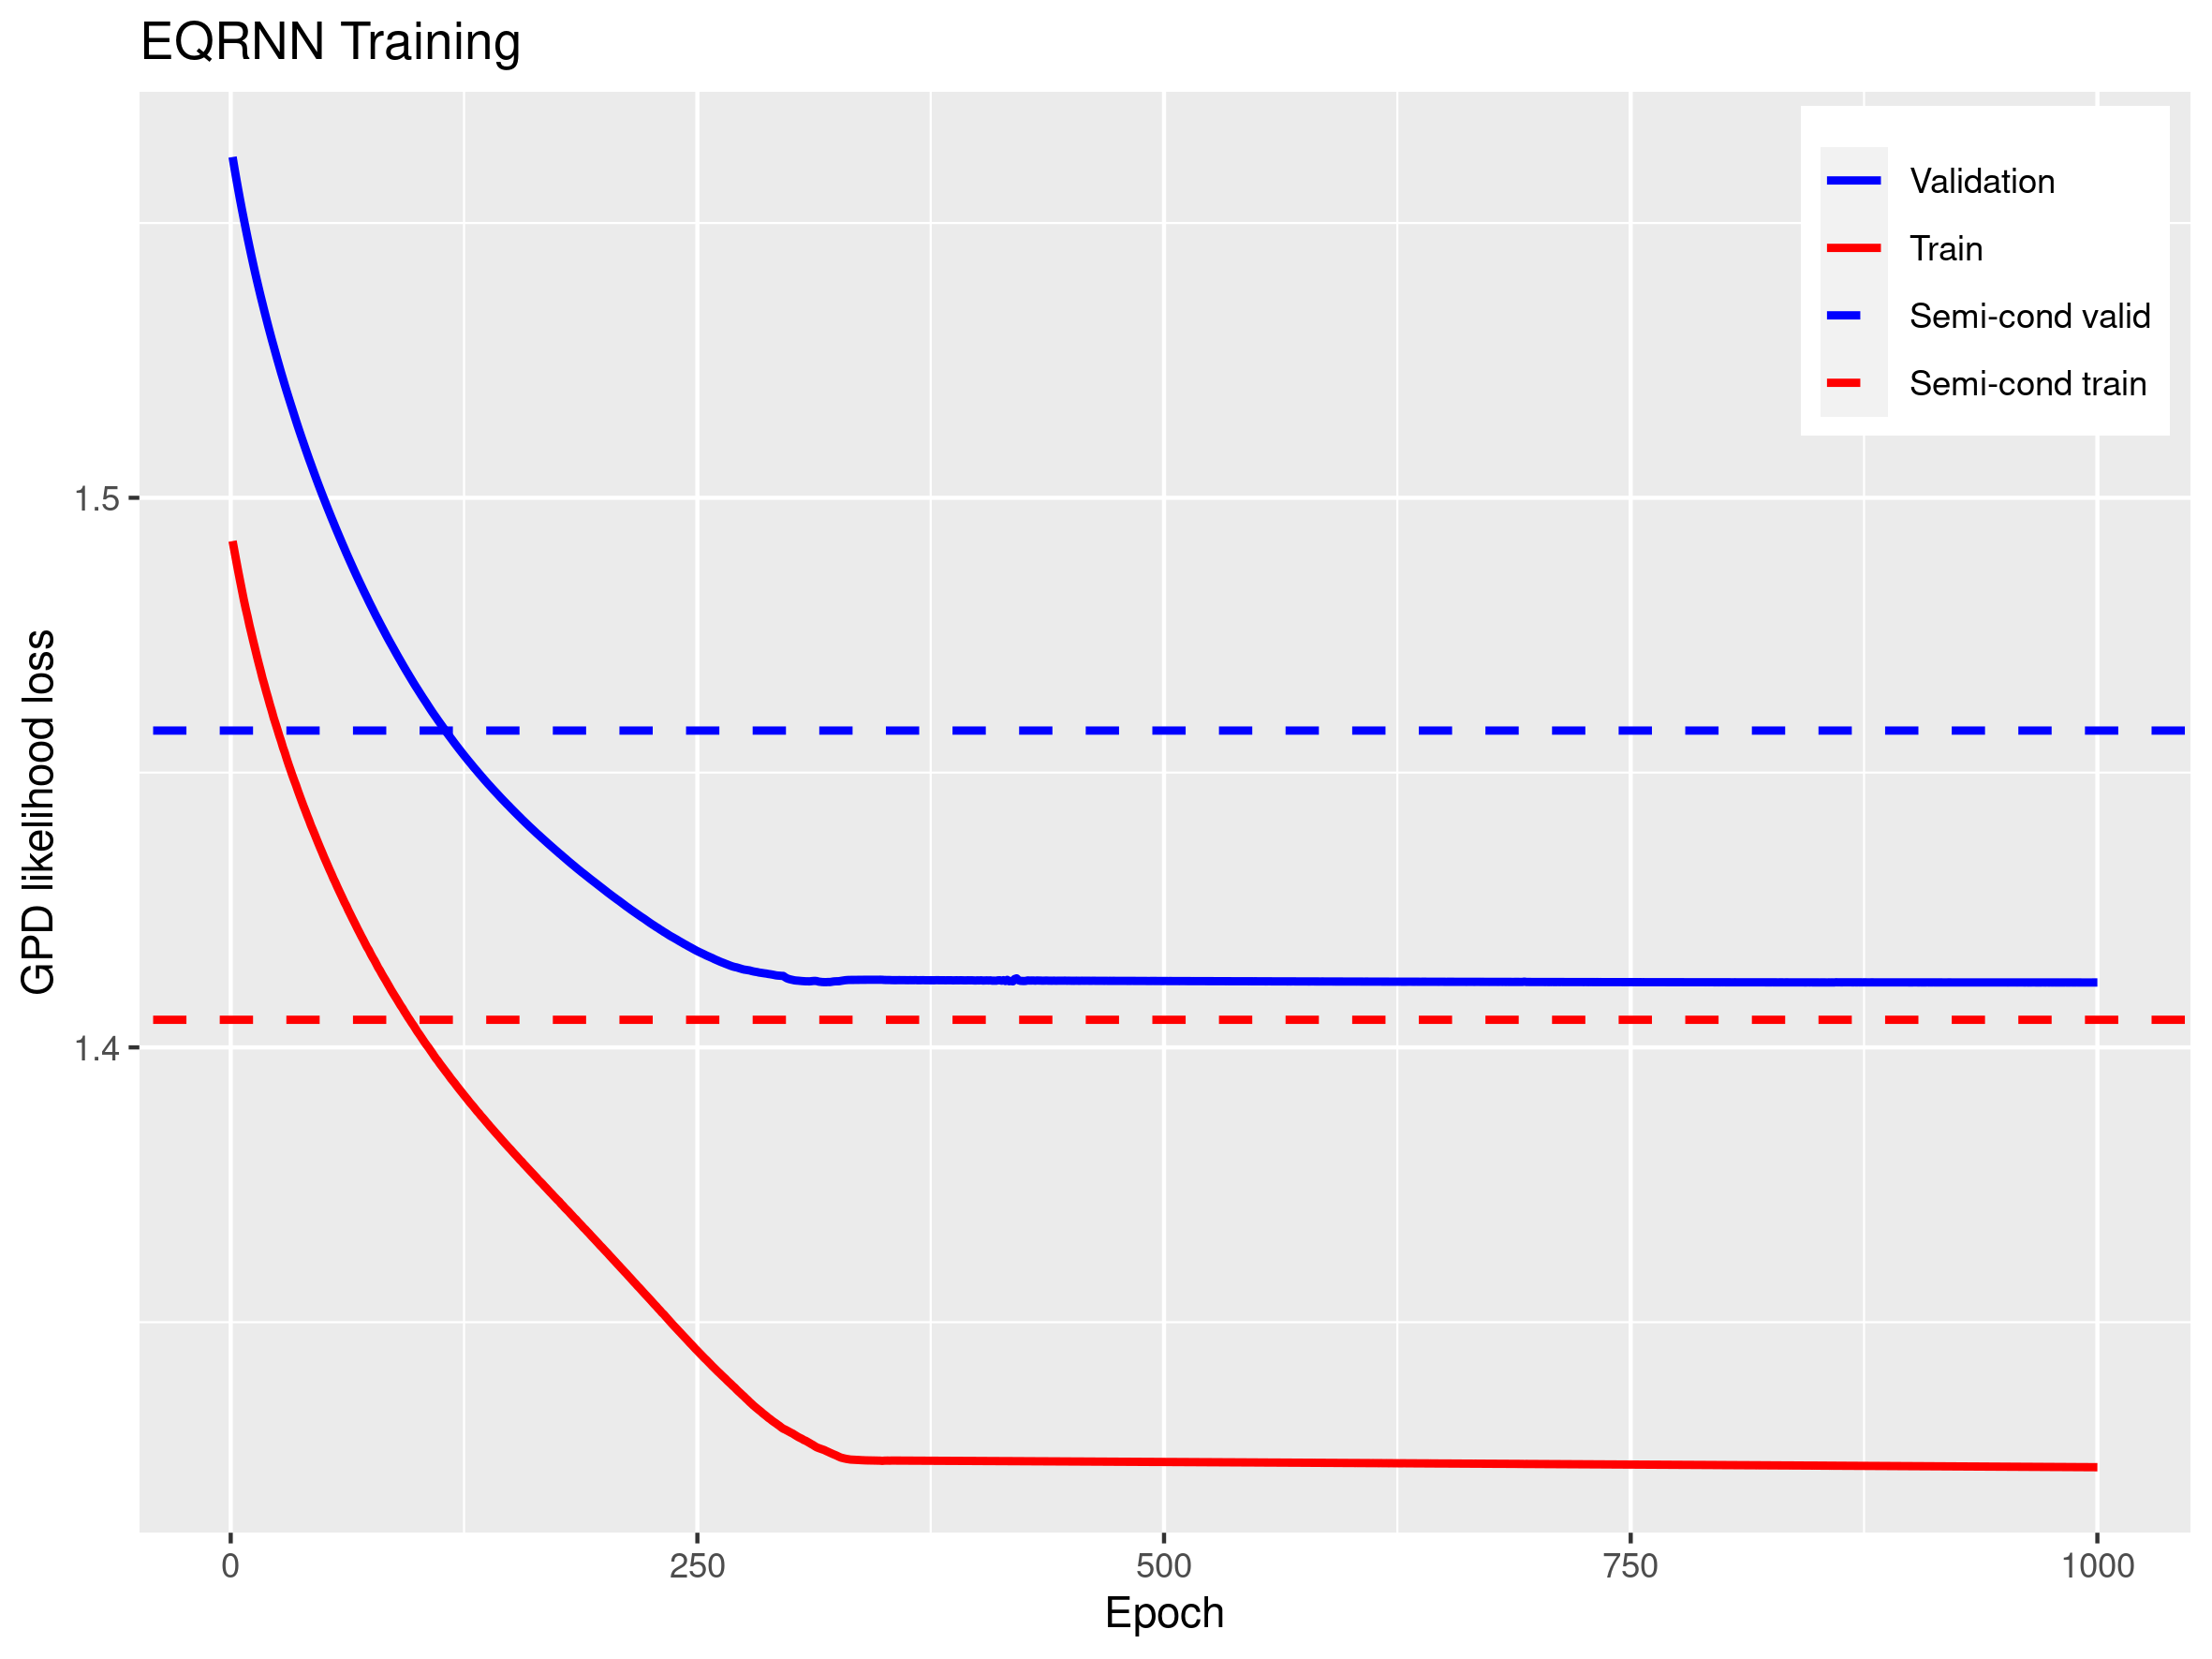 EQRNN Training
Validation
Train
Semi-cond valid
Semi-cond train
GPD likelihood loss
1.5
1.4
0 250 500 750 1000
Epoch